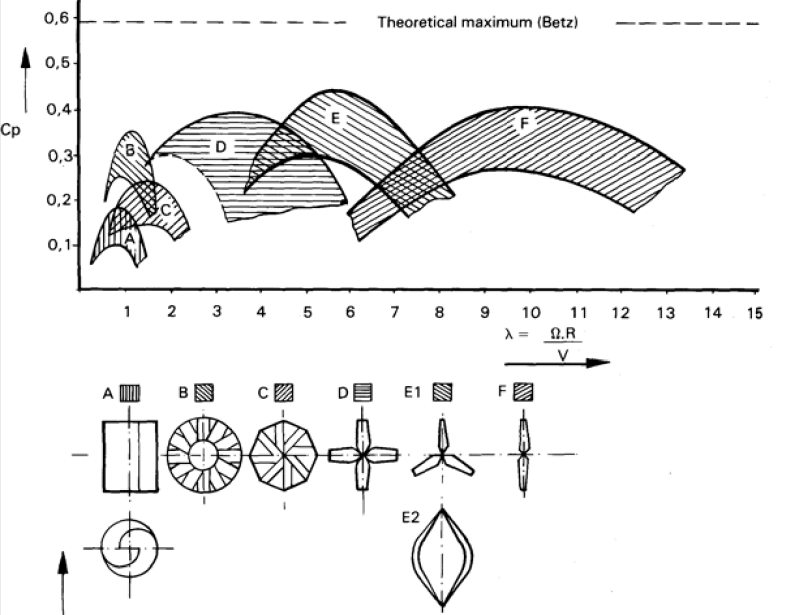 0,6
Theoretical maximum (Betz)
0,5
0,4
Cp
E
F
B
D
0,3
0,2
C
A
0,1
1 2 3 4 5 6 7 8 9 10 11 12 13 14 15
λ = Ω.R
V
A B C D E1 F
E2